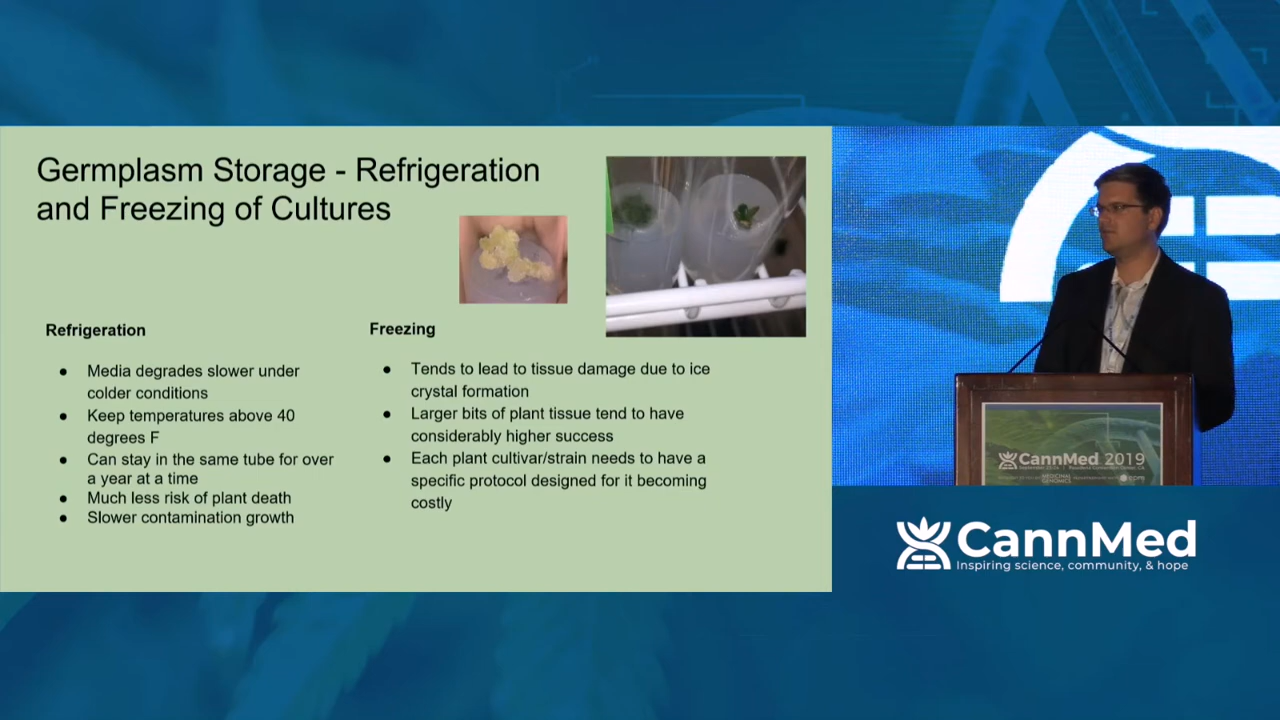 Germplasm Storage - Refrigeration
and Freezing of Cultures
Refrigeration
● Media degrades slower under
colder conditions
● Keep temperatures above 40
degrees F
● Can stay in the same tube for over
a year at a time
● Much less risk of plant death
● Slower contamination growth
Freezing
● Tends to lead to tissue damage due to ice
crystal formation
● Larger bits of plant tissue tend to have
considerably higher success
● Each plant cultivar/strain needs to have a
specific protocol designed for it becoming
costly
CannMed 2019
MEDICINAL
GENOMICS
CannMed
Inspiring science, community, & hope